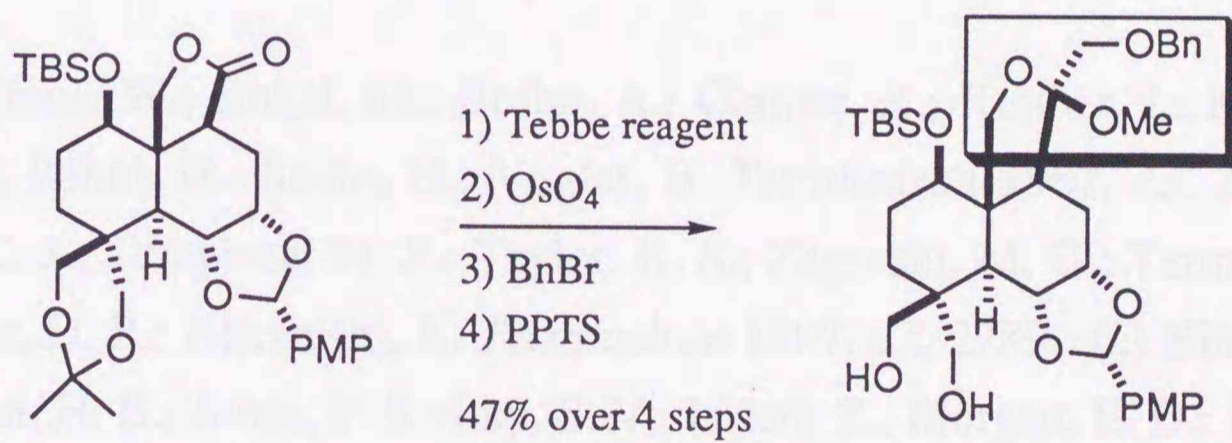 TBSO
O
O
H
O
O
O
O
PMP
1) Tebbe reagent
2) OsO4
3) BnBr
4) PPTS
47% over 4 steps
OBn
O
OMe
TBSO
H
O
O
HO
OH
PMP